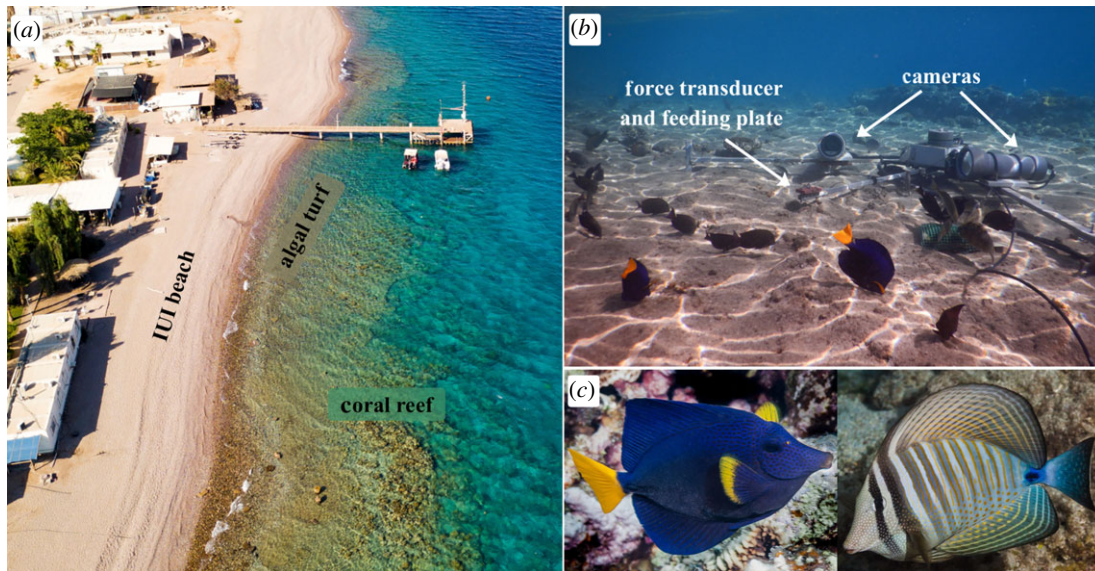 (a)
algal turf
IUI beach
coral reef
(b)
force transducer
and feeding plate
cameras
(c)